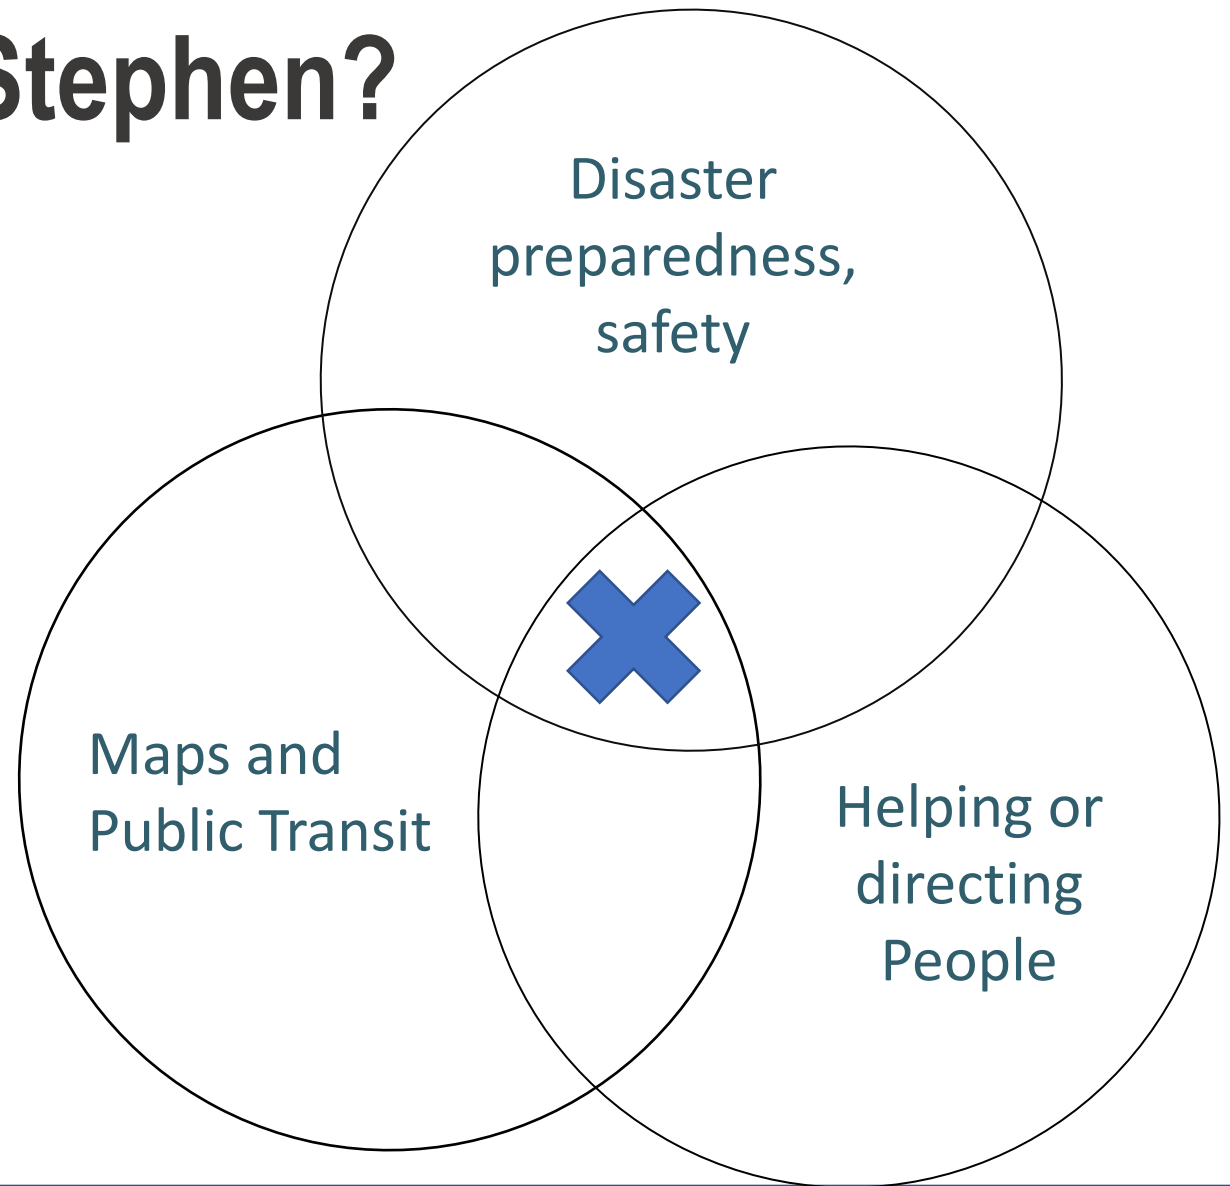 Stephen?
Disaster
preparedness,
safety
Maps and
Public Transit
Helping or
directing
People